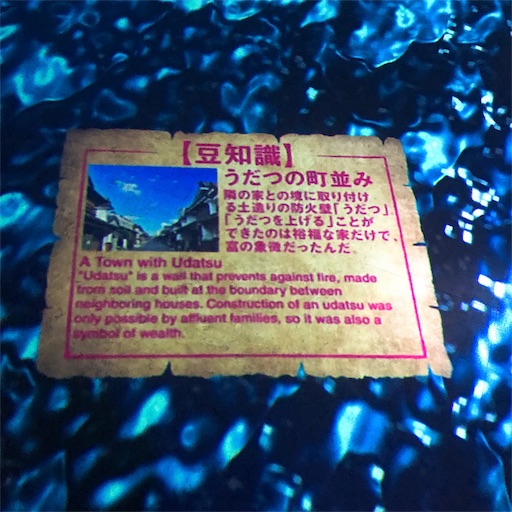 【豆知識】
うだつの町並み
隣の家との境に取り付け
る土造りの防火壁「うだつ」。
「うだつを上げる」ことが
できたのは裕福な家だけで、
富の象徴だったんだ。
A Town with Udatsu
"Udatsu" is a wall that prevents against fire, made
from soil and built at the boundary between
neighboring houses. Construction of an udatsu was
only possible by affluent families, so it was also a
symbol of wealth.